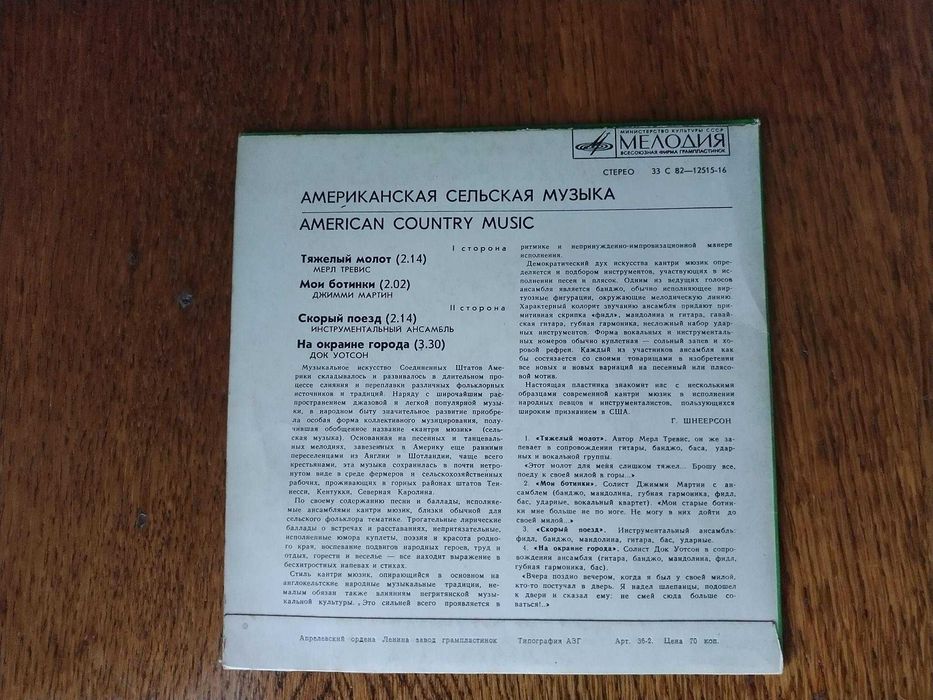 МИНИСТЕРСТВО КУЛЬТУРЫ СССР
МЕЛОДИЯ
ВСЕСОЮЗНАЯ ФИРМА ГРАМПЛАСТИНОК
СТЕРЕО 33 С 82—12515-16
АМЕРИКАНСКАЯ СЕЛЬСКАЯ МУЗЫКА
AMERICAN COUNTRY MUSIC
I сторона
Тяжелый молот (2.14)
МЕРЛ ТРЕВИС
Мои ботинки (2.02)
ДЖИММИ МАРТИН
II сторона
Скорый поезд (2.14)
ИНСТРУМЕНТАЛЬНЫЙ АНСАМБЛЬ
На окраине города (3.30)
ДОК УОТСОН
Музыкальное искусство Соединенных Штатов Аме-
рики складывалось и развивалось в длительном про-
цессе слияния и переплавки различных фольклорных
источников и традиций. Наряду с широчайшим рас-
пространением джазовой и легкой популярной музы-
ки, в народном быту значительное развитие приобре-
ла особая форма коллективного музицирования, полу-
чившая обобщенное название «кантри мюзик» (сель-
ская музыка). Основанная на песенных и танцеваль-
ных мелодиях, завезенных в Америку еще ранними
переселенцами из Англии и Шотландии, чаще всего
крестьянами, эта музыка сохранилась в почти нетро-
нутом виде в среде фермеров и сельскохозяйственных
рабочих, проживающих в горных районах штатов Тен-
несси, Кентукки, Северная Каролина.
По своему содержанию песни и баллады, исполняе-
мые ансамблями кантри мюзик, близки обычной для
сельского фольклора тематике. Трогательные лирические
баллады о встречах и расставаниях, непритязательные,
исполненные юмора куплеты, поэзия и красота родно-
го края, воспевание подвигов народных героев, труд и
отдых, горести и веселье — все находит выражение в
бесхитростных напевах и стихах.
Стиль кантри мюзик, опирающийся в основном на
англокельтские народные музыкальные традиции, не-
малым обязан также влияниям негритянской музы-
кальной культуры. Это сильней всего проявляется в
ритмике и непринужденно-импровизационной манере
исполнения.
Демократический дух искусства кантри мюзик опре-
деляется и подбором инструментов, участвующих в ис-
полнении песен и плясок. Одним из ведущих голосов
ансамбля является банджо, обычно исполняющее вир-
туозные фигурации, окружающие мелодическую линию.
Характерный колорит звучанию ансамбля придают при-
митивная скрипка «фидл», мандолина и гитара, гавай-
ская гитара, губная гармоника, несложный набор удар-
ных инструментов. Форма вокальных и инструменталь-
ных номеров обычно куплетная — сольный запев и хо-
ровой рефрен. Каждый из участников ансамбля как
бы состязается со своими товарищами в изобретении
все новых и новых вариаций на песенный или плясо-
вой мотив.
Настоящая пластинка знакомит нас с несколькими
образцами современной кантри мюзик в исполнении
народных певцов и инструменталистов, пользующихся
широким признанием в США.
Г. ШНЕЕРСОН
1. «Тяжелый молот». Автор Мерл Тревис, он же за-
певает в сопровождении гитары, банджо, баса, удар-
ных и вокальной группы.
«Этот молот для меня слишком тяжел... Брошу все,
поеду к своей милой в горы...»
2. «Мои ботинки». Солист Джимми Мартин с ан-
самблем (банджо, мандолина, губная гармоника, фидл,
бас, ударные, вокальный квартет). «Мои старые ботин-
ки мне больше не по ноге. Не могу в них дойти до
своей милой...»
3. «Скорый поезд». Инструментальный ансамбль:
фидл, банджо, мандолина, гитара, бас, ударные.
4. «На окраине города». Солист Док Уотсон в сопро-
вождении ансамбля (гитара, банджо, мандолина, фидл,
губная гармоника, бас).
«Вчера поздно вечером, когда я был у своей милой,
кто-то постучал в дверь. Я надел шлепанцы, подошел
к двери и сказал ему: не смей сюда больше со-
ваться!..»
Апрелевский ордена Ленина завод грампластинок Типография АЗГ Арт. 36-2. Цена 70 коп.